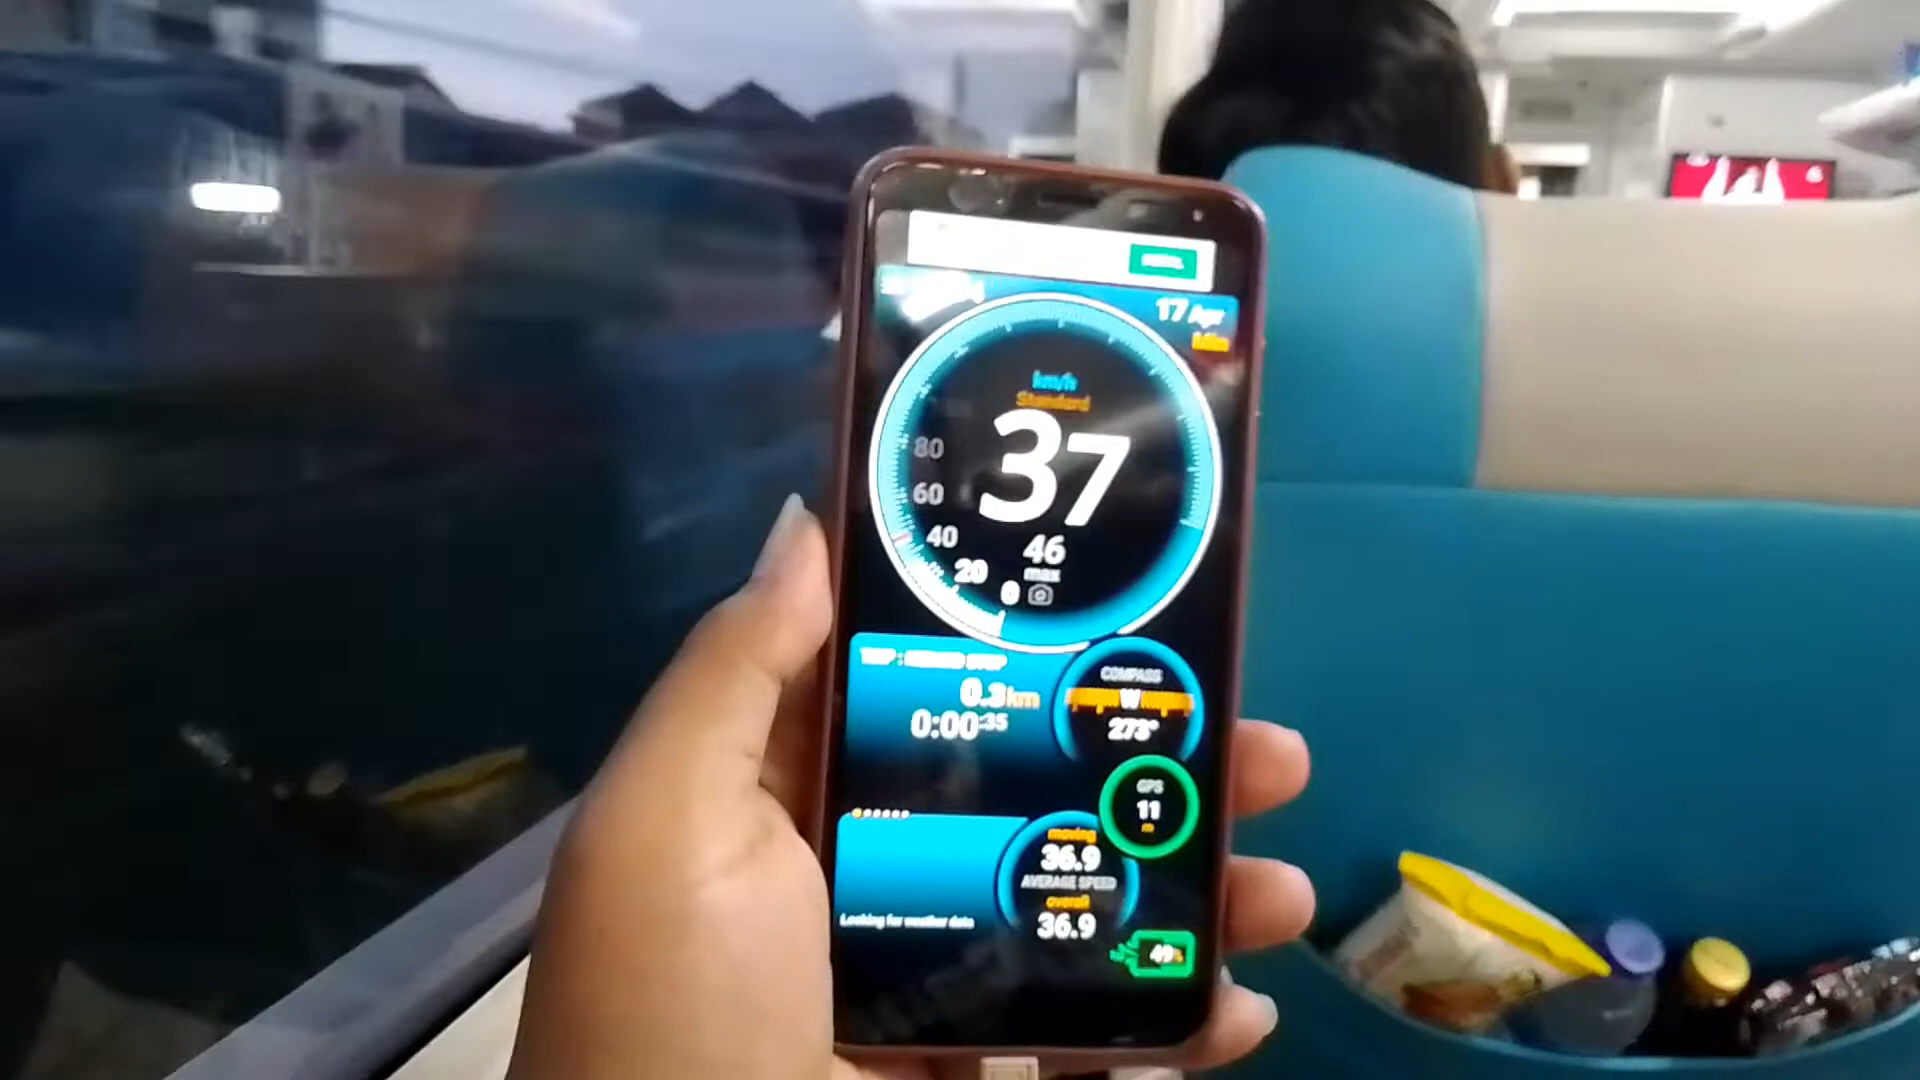 17 Apr
km/h
Standard
37
80
60
40
20
0
46
max
0.3km
0:00:35
COMPASS
W
273°
GPS
11
m
moving
36.9
AVERAGE SPEED
overall
36.9
Looking for weather data
49%